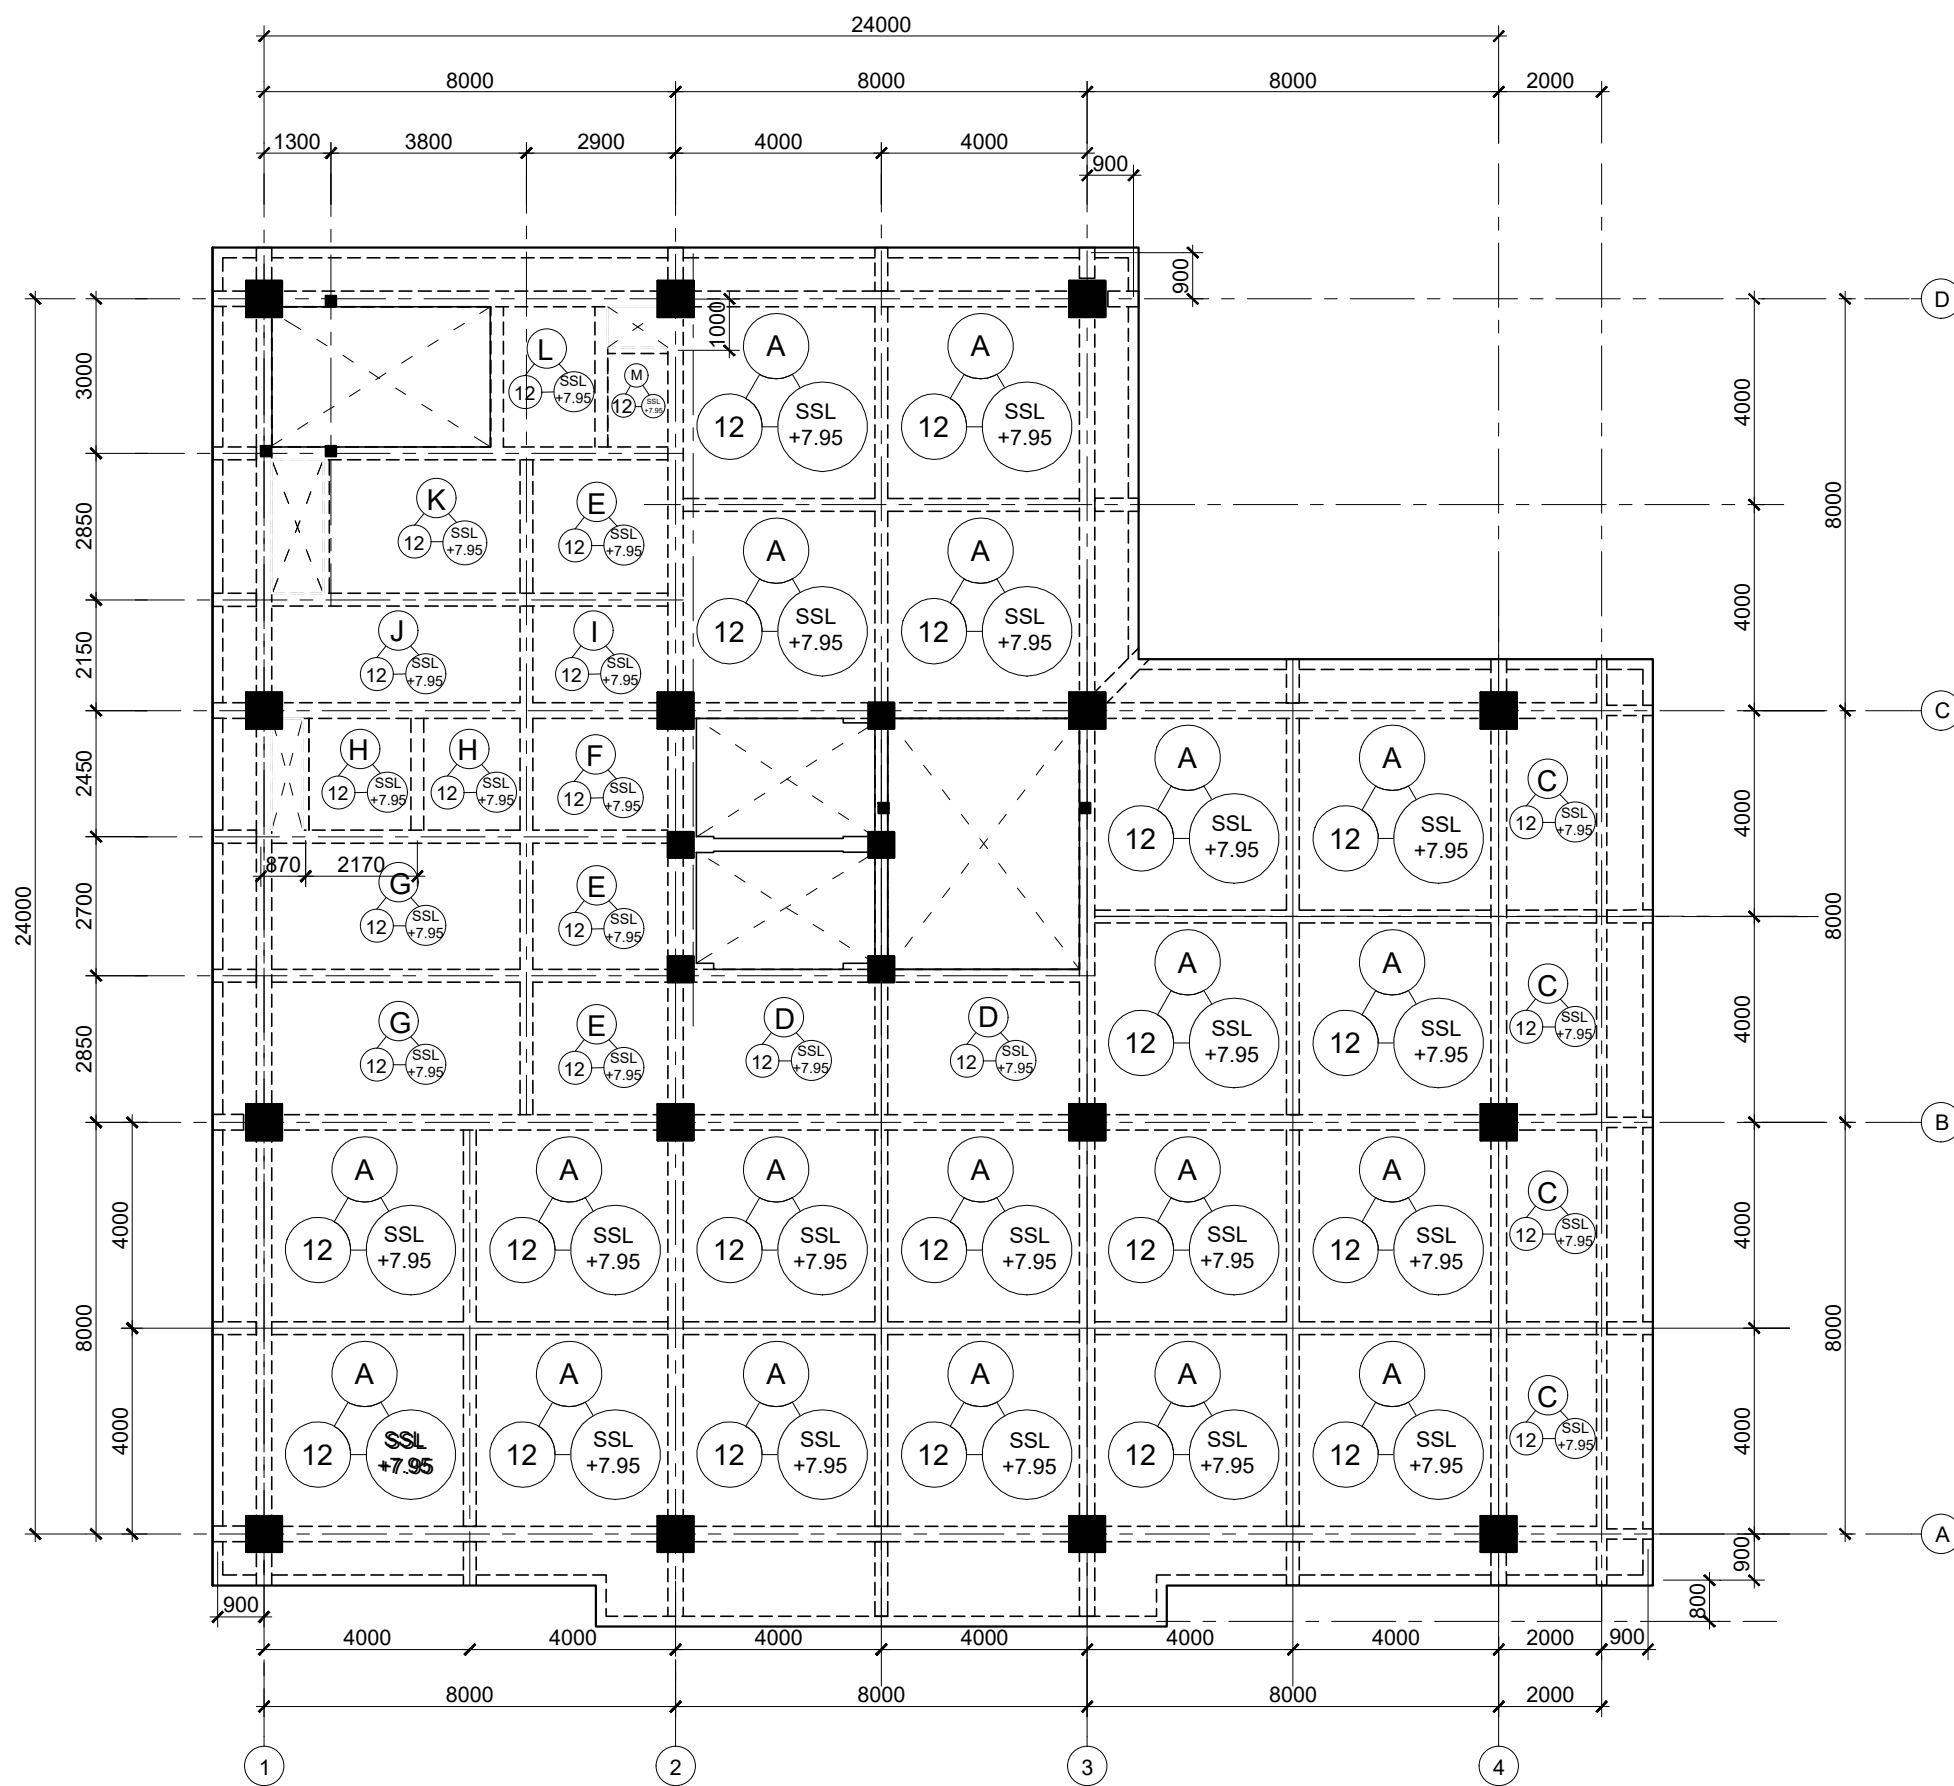 24000
8000 8000 8000 2000
1300 3800 2900 4000 4000
900
900
D
1000
A A
L
SSL
12 +7.95
M
12 SSL
+7.95
3000
SSL SSL
12 +7.95 12 +7.95
4000
K E
12 SSL
+7.95
12 SSL
+7.95
2850
8000
A A
J I
SSL SSL
12 +7.95 12 +7.95
2150
12 SSL
+7.95
12 SSL
+7.95
4000
C
H H F
12 SSL
+7.95
12 SSL
+7.95
12 SSL
+7.95
2450
A A C
12 SSL
+7.95
12 SSL
+7.95
12 SSL
+7.95
4000
870 2170
G E
12 SSL
+7.95
12 SSL
+7.95
24000
2700
8000
A A C
G E D D
12 SSL
+7.95
12 SSL
+7.95
12 SSL
+7.95
12 SSL
+7.95
2850
12 SSL
+7.95
12 SSL
+7.95
12 SSL
+7.95
4000
B
A A A A A A C
12 SSL
+7.95
12 SSL
+7.95
12 SSL
+7.95
12 SSL
+7.95
12 SSL
+7.95
12 SSL
+7.95
12 SSL
+7.95
4000
4000
8000
8000
A A A A A A C
12 SSL
+7.95
12 SSL
+7.95
12 SSL
+7.95
12 SSL
+7.95
12 SSL
+7.95
12 SSL
+7.95
12 SSL
+7.95
4000
4000
A
900
800
900
4000 4000 4000 4000 4000 4000 2000 900
8000 8000 8000 2000
1 2 3 4